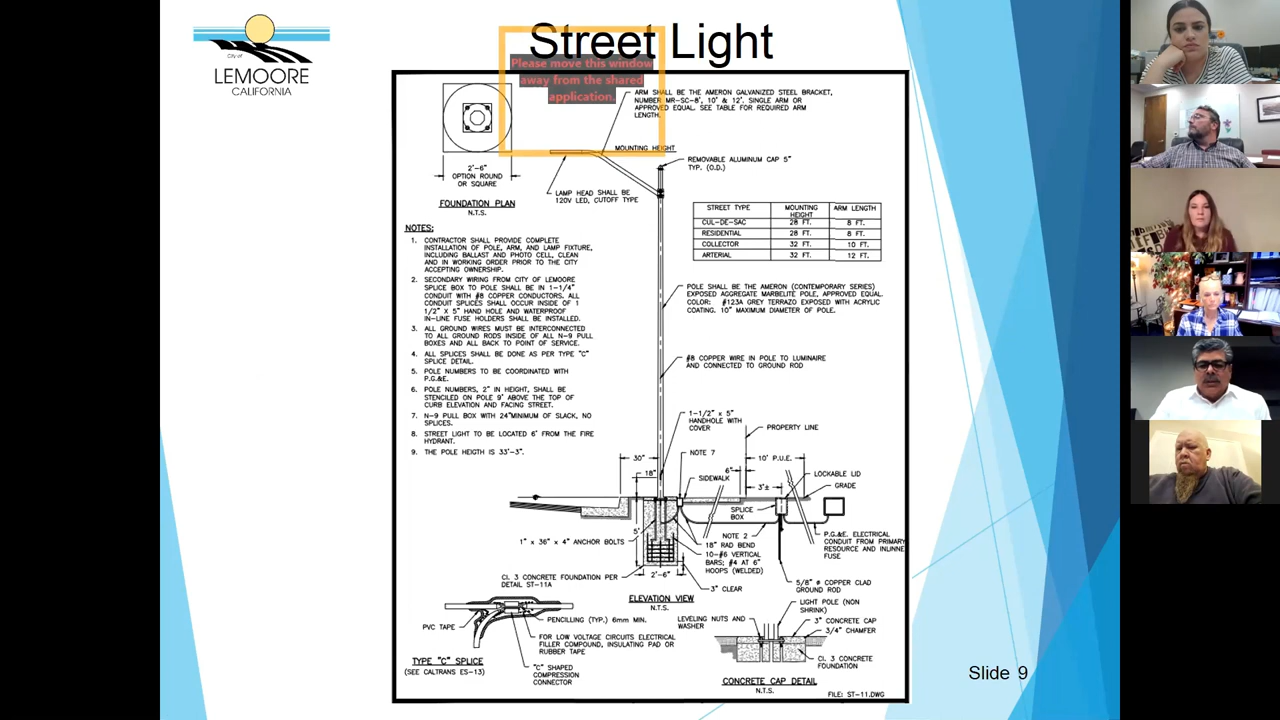 City of
LEMOORE
CALIFORNIA
Street Light
Please move this window
away from the shared
application.
ARM SHALL BE THE AMERON GALVANIZED STEEL BRACKET,
NUMBER MR-SC-8', 10' & 12'. SINGLE ARM OR
APPROVED EQUAL. SEE TABLE FOR REQUIRED ARM
LENGTH.
MOUNTING HEIGHT
REMOVABLE ALUMINUM CAP 5"
TYP. (O.D.)
2'-6"
OPTION ROUND
OR SQUARE
FOUNDATION PLAN
N.T.S.
LAMP HEAD SHALL BE
120V LED, CUTOFF TYPE
STREET TYPE MOUNTING HEIGHT ARM LENGTH
CUL-DE-SAC 28 FT. 8 FT.
RESIDENTIAL 28 FT. 8 FT.
COLLECTOR 32 FT. 10 FT.
ARTERIAL 32 FT. 12 FT.
NOTES:
1. CONTRACTOR SHALL PROVIDE COMPLETE
INSTALLATION OF POLE, ARM, AND LAMP FIXTURE,
INCLUDING BALLAST AND PHOTO CELL, CLEAN
AND IN WORKING ORDER PRIOR TO THE CITY
ACCEPTING OWNERSHIP.
2. SECONDARY WIRING FROM CITY OF LEMOORE
SPLICE BOX TO POLE SHALL BE IN 1-1/4"
CONDUIT WITH #8 COPPER CONDUCTORS. ALL
CONDUIT SPLICES SHALL OCCUR INSIDE OF 1
1/2" X 5" HAND HOLE AND WATERPROOF
IN-LINE FUSE HOLDERS SHALL BE INSTALLED.
3. ALL GROUND WIRES MUST BE INTERCONNECTED
TO ALL GROUND RODS INSIDE OF ALL N-9 PULL
BOXES AND ALL BACK TO POINT OF SERVICE.
4. ALL SPLICES SHALL BE DONE AS PER TYPE "C"
SPLICE DETAIL.
5. POLE NUMBERS TO BE COORDINATED WITH
P.G.&E.
6. POLE NUMBERS, 2" IN HEIGHT, SHALL BE
STENCILED ON POLE 9' ABOVE THE TOP OF
CURB ELEVATION AND FACING STREET.
7. N-9 PULL BOX WITH 24"MINIMUM OF SLACK, NO
SPLICES.
8. STREET LIGHT TO BE LOCATED 6' FROM THE FIRE
HYDRANT.
9. THE POLE HEIGTH IS 33'-3".
POLE SHALL BE THE AMERON (CONTEMPORARY SERIES)
EXPOSED AGGREGATE MARBELITE POLE, APPROVED EQUAL.
COLOR: #123A GREY TERRAZO EXPOSED WITH ACRYLIC
COATING. 10" MAXIMUM DIAMETER OF POLE.
#8 COPPER WIRE IN POLE TO LUMINAIRE
AND CONNECTED TO GROUND ROD
1-1/2" x 5"
HANDHOLE WITH
COVER
PROPERTY LINE
30"
NOTE 7
10' P.U.E.
18"
6"
SIDEWALK
LOCKABLE LID
3'±
GRADE
SPLICE
BOX
5'
NOTE 2
1" x 36" x 4" ANCHOR BOLTS
18" RAD BEND
10-#6 VERTICAL
BARS; #4 AT 6"
HOOPS (WELDED)
P.G.&E. ELECTRICAL
CONDUIT FROM PRIMARY
RESOURCE AND INLINE
FUSE
Cl. 3 CONCRETE FOUNDATION PER
DETAIL ST-11A
2'-6"
3" CLEAR
5/8" ø COPPER CLAD
GROUND ROD
ELEVATION VIEW
N.T.S.
LIGHT POLE (NON
SHRINK)
LEVELING NUTS AND
WASHER
3" CONCRETE CAP
3/4" CHAMFER
Cl. 3 CONCRETE
FOUNDATION
CONCRETE CAP DETAIL
N.T.S.
PVC TAPE
PENCILLING (TYP.) 6mm MIN.
FOR LOW VOLTAGE CIRCUITS ELECTRICAL
FILLER COMPOUND, INSULATING PAD OR
RUBBER TAPE
TYPE "C" SPLICE
(SEE CALTRANS ES-13)
"C" SHAPED
COMPRESSION
CONNECTOR
FILE: ST-11.DWG
Slide 9